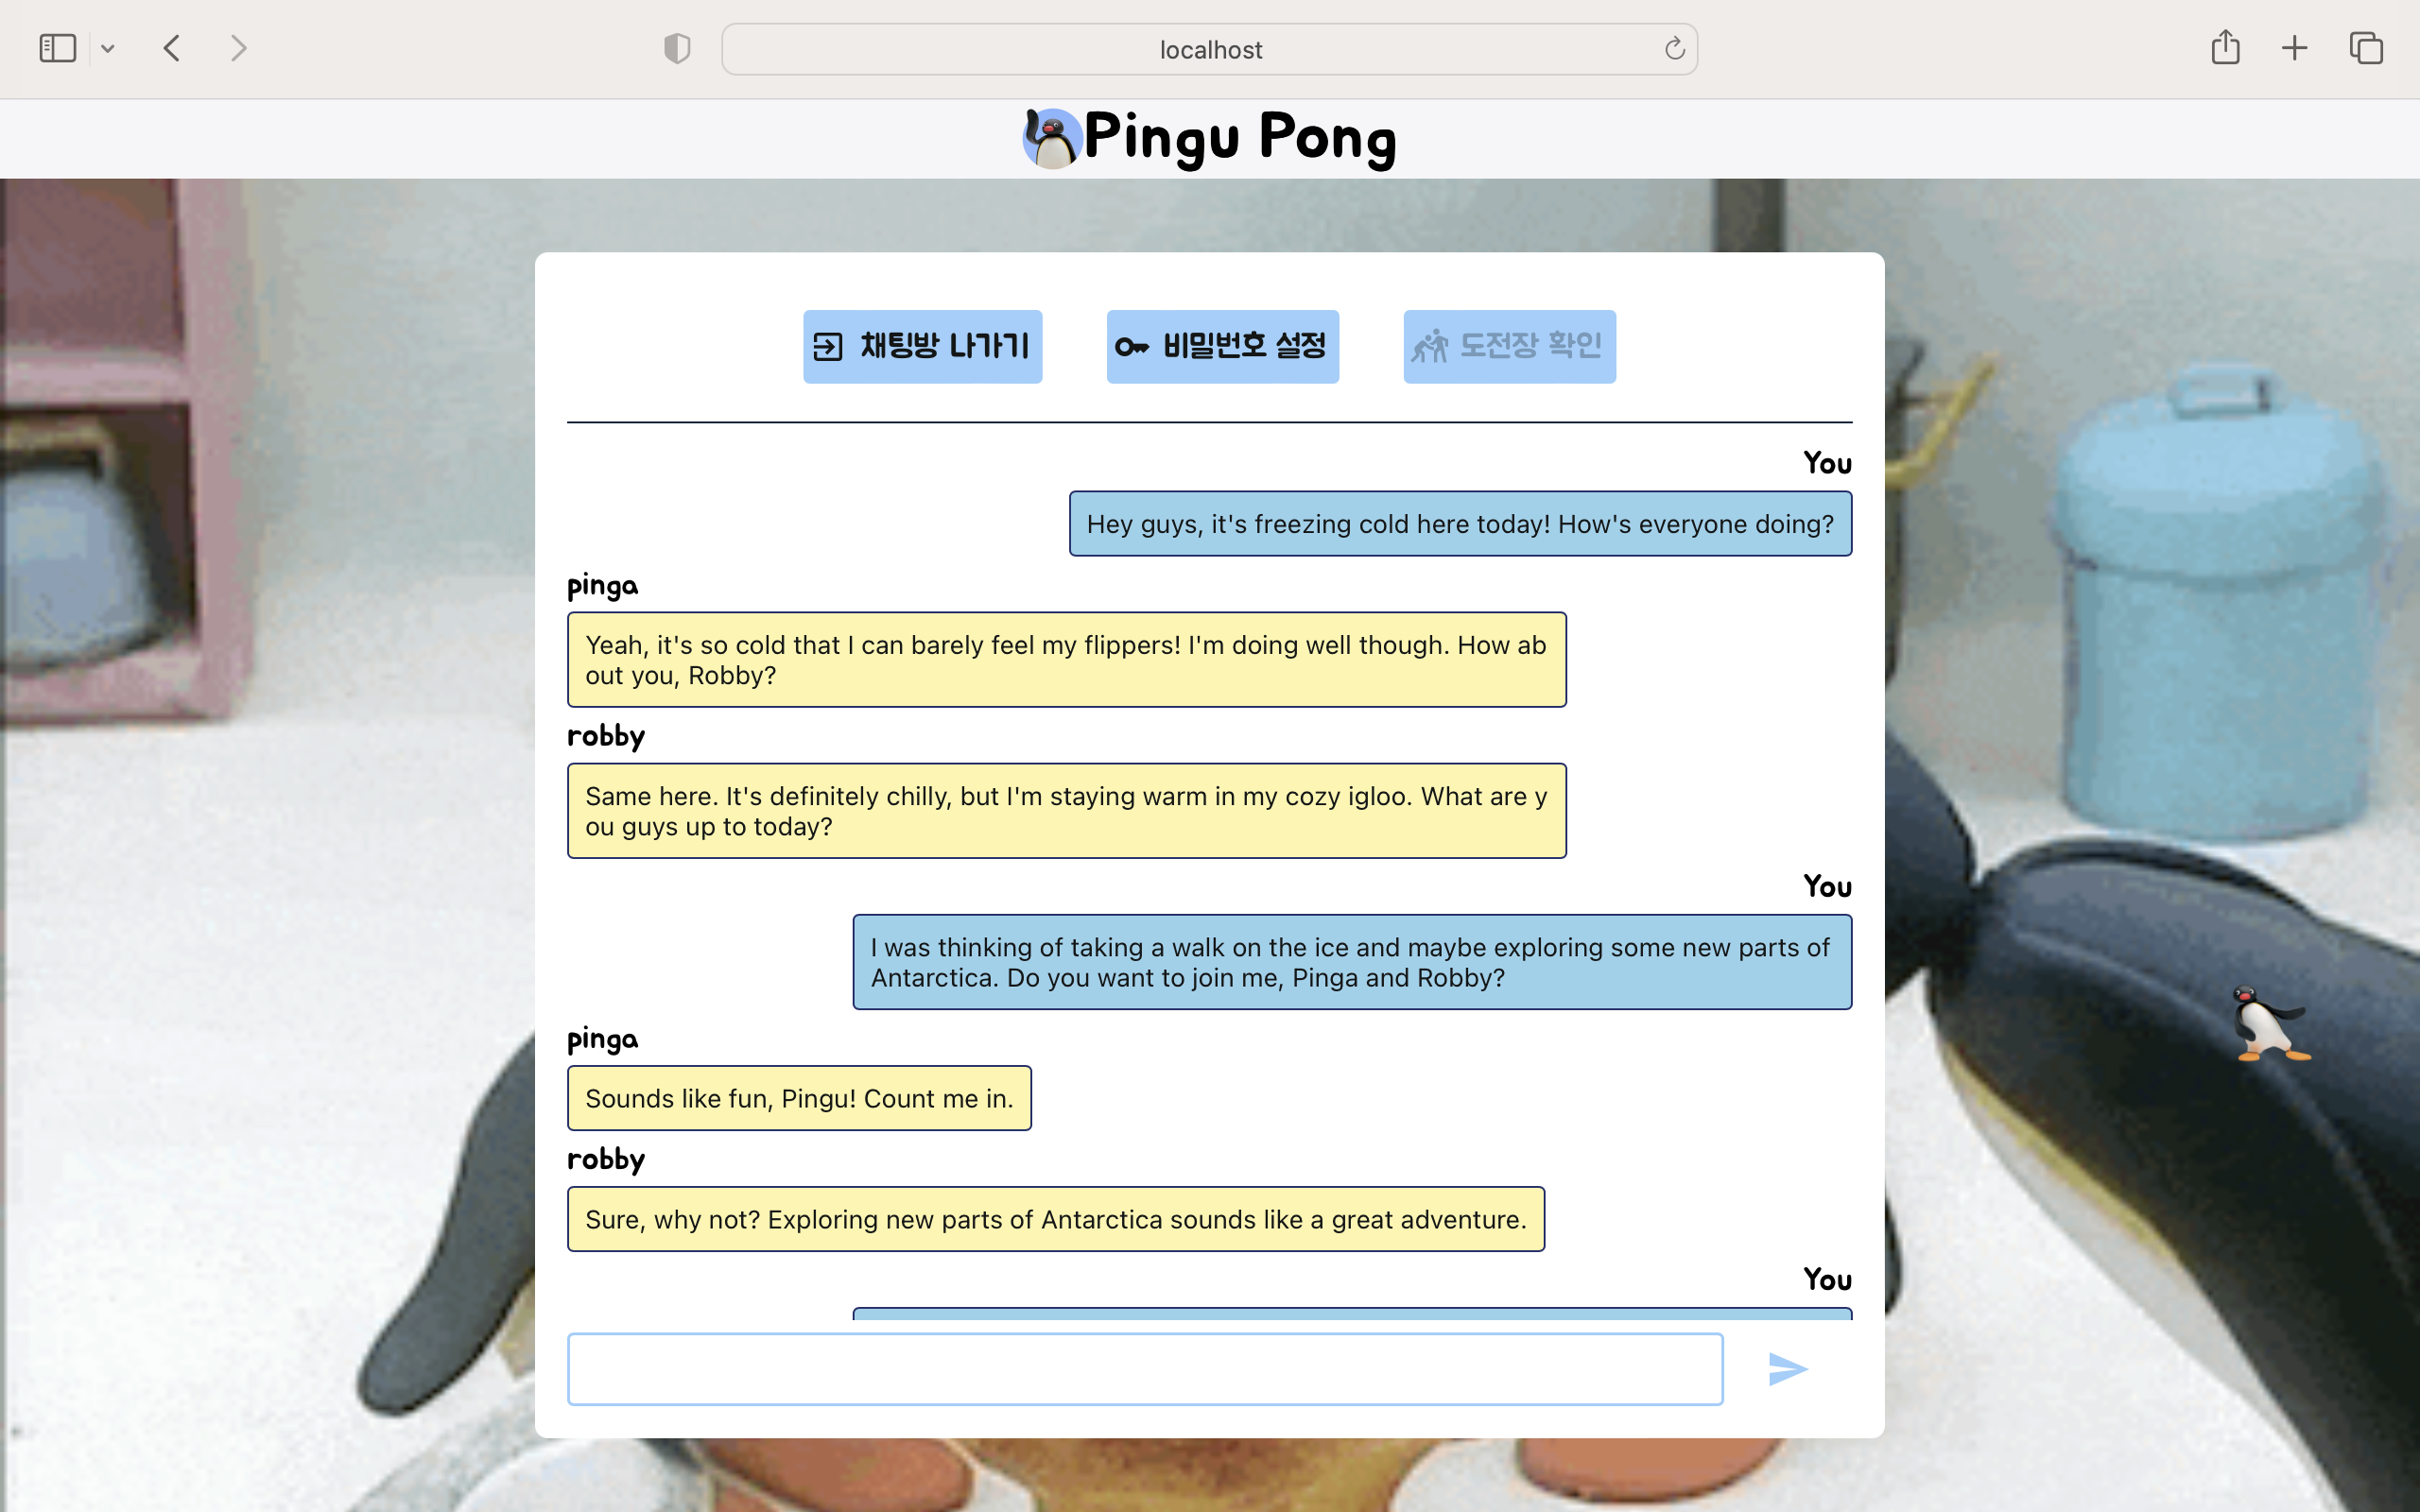 localhost
Pingu Pong
채팅방 나가기
비밀번호 설정
도전장 확인
You
Hey guys, it's freezing cold here today! How's everyone doing?
pinga
Yeah, it's so cold that I can barely feel my flippers! I'm doing well though. How ab
out you, Robby?
robby
Same here. It's definitely chilly, but I'm staying warm in my cozy igloo. What are y
ou guys up to today?
You
I was thinking of taking a walk on the ice and maybe exploring some new parts of
Antarctica. Do you want to join me, Pinga and Robby?
pinga
Sounds like fun, Pingu! Count me in.
robby
Sure, why not? Exploring new parts of Antarctica sounds like a great adventure.
You